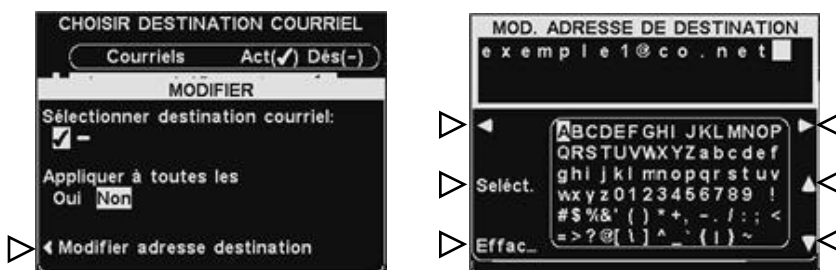 CHOISIR DESTINATION COURRIEL
Courriels Act(✓) Dés(-)
MODIFIER
Sélectionner destination courriel:
✓ -
Appliquer à toutes les
Oui Non
Modifier adresse destination
MOD. ADRESSE DE DESTINATION
exemple1@co.net
ABCDEFGHIJKLMNOP
QRSTUVWXYZabcdef
ghijklmnopqrstuv
wxyz0123456789 !
#$%&'()*+,-./:;<
=>?@[\]^_`{|}~
Seléct.
Effac_